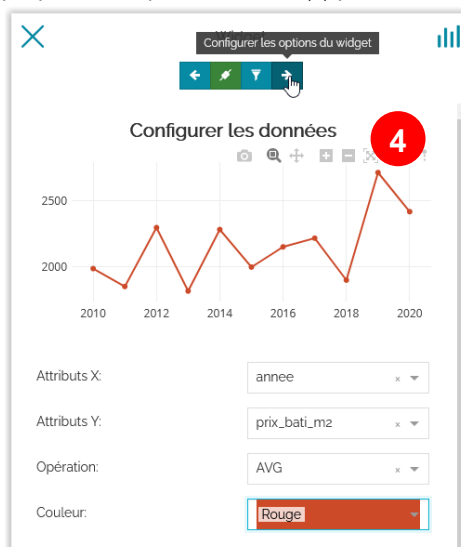 Configurer les options du widget
Configurer les données
4
2500
2000
2010 2012 2014 2016 2018 2020
Attributs X: annee
Attributs Y: prix_bati_m2
Opération: AVG
Couleur: Rouge